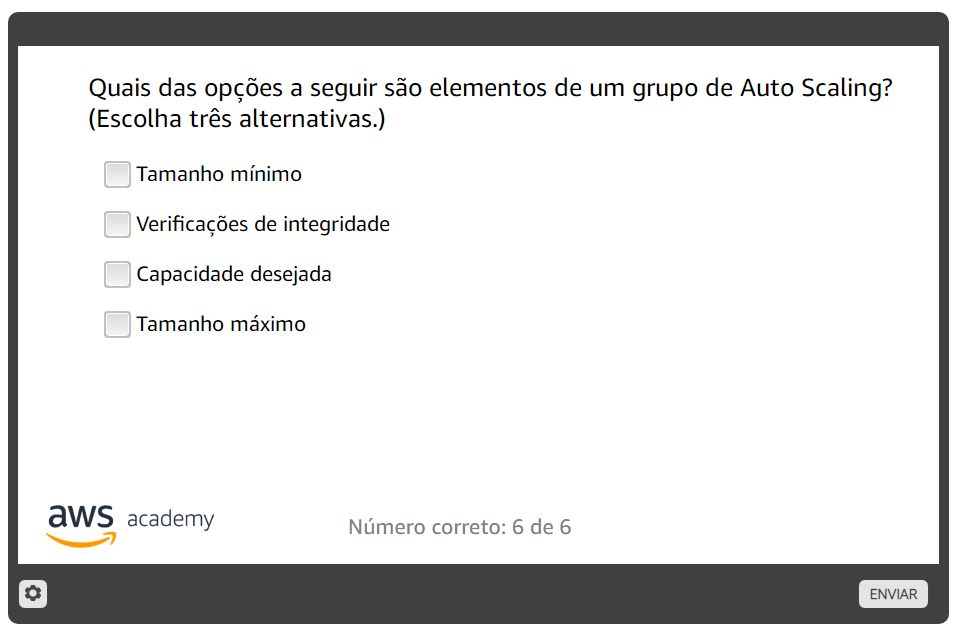 Quais das opções a seguir são elementos de um grupo de Auto Scaling?
(Escolha três alternativas.)
Tamanho mínimo
Verificações de integridade
Capacidade desejada
Tamanho máximo
aws academy
Número correto: 6 de 6
ENVIAR